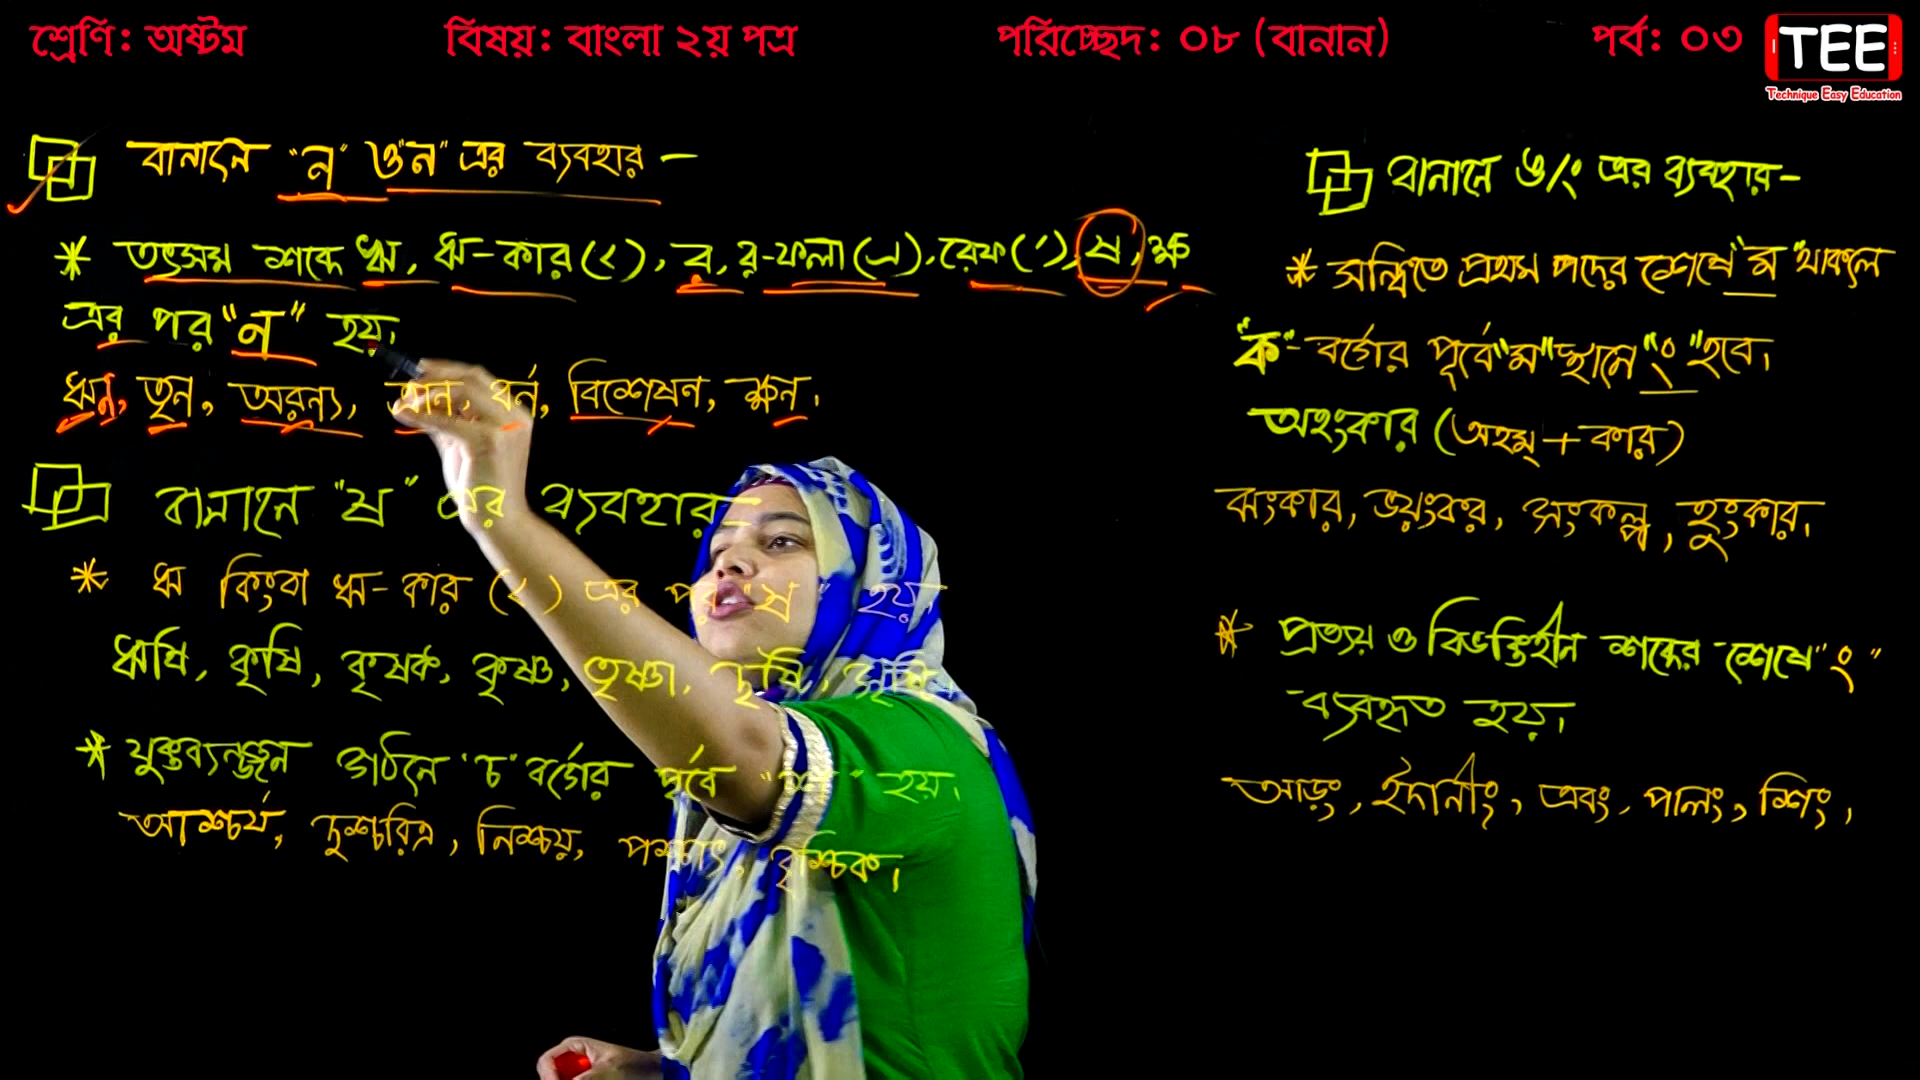 শ্রেণি: অষ্টম
বিষয়: বাংলা ২য় পত্র
পরিচ্ছেদ: ০৮ (বানান)
পর্ব: ০৩
TEE
Technique Easy Education
বানানে "ণ" ও "ন" এর ব্যবহার –
* তৎসম শব্দে ঋ, ঋ-কার (ৃ), র, র-ফলা (্র), রেফ (র্), ষ, ক্ষ
এর পর "ণ" হয়।
ঋণ, তৃণ, অরণ্য, ত্রাণ, বর্ণ, বিশেষণ, ক্ষণ।
বানানে "ষ" এর ব্যবহার –
* ঋ কিংবা ঋ-কার (ৃ) এর পর "ষ" হয়।
ঋষি, কৃষি, কৃষক, কৃষ্ণ, তৃষ্ণা, দৃষ্টি, সৃষ্টি।
* যুক্তব্যঞ্জন গঠনে "চ" বর্গের পূর্বে "শ" হয়।
আশ্চর্য, দুশ্চরিত্র, নিশ্চয়, পশ্চাৎ, বৃশ্চিক।
বানানে ঙ/ং এর ব্যবহার –
* সন্ধিতে প্রথম পদের শেষে "ম" থাকলে
"ক"-বর্গের পূর্বে "ম" স্থানে "ং" হবে।
অহংকার (অহম্ + কার)
ঝংকার, ভয়ংকর, সংকল্প, হুংকার।
* প্রত্যয় ও বিভক্তিহীন শব্দের শেষে "ং"
ব্যবহৃত হয়।
আড়ং, ইদানীং, এবং, পালং, শিং,